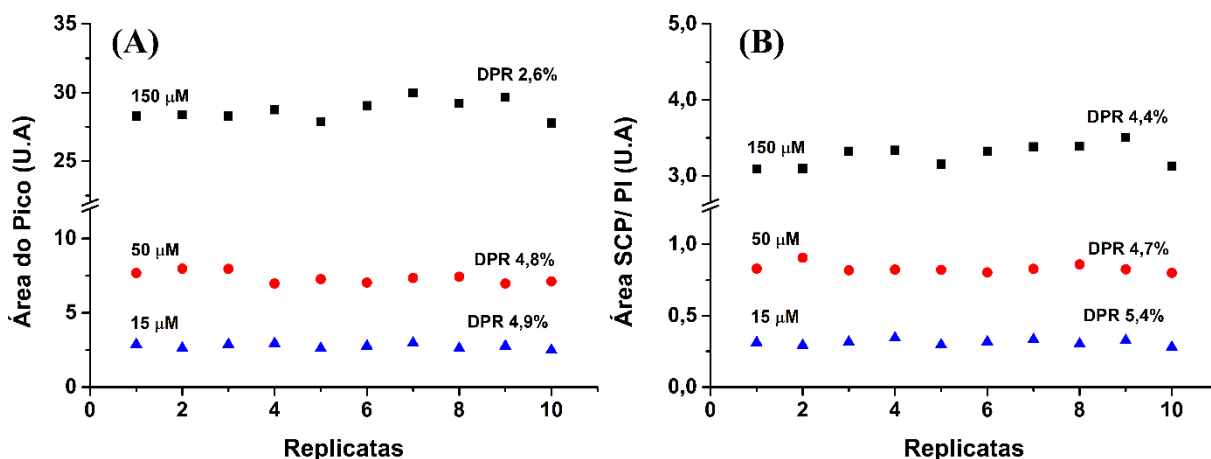 (A)
Área do Pico (U.A)
35
30
25
10
5
0
150 µM
DPR 2,6%
50 µM
DPR 4,8%
15 µM
DPR 4,9%
0 2 4 6 8 10
Replicatas
(B)
Área SCP/ PI (U.A)
5,0
4,0
3,0
1,0
0,5
0,0
150 µM
DPR 4,4%
50 µM
DPR 4,7%
15 µM
DPR 5,4%
0 2 4 6 8 10
Replicatas